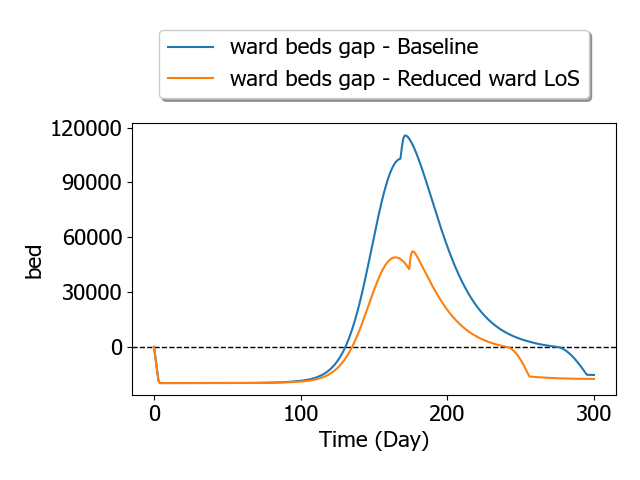 ward beds gap - Baseline
ward beds gap - Reduced ward LoS
120000
90000
60000
30000
0
bed
0 100 200 300
Time (Day)